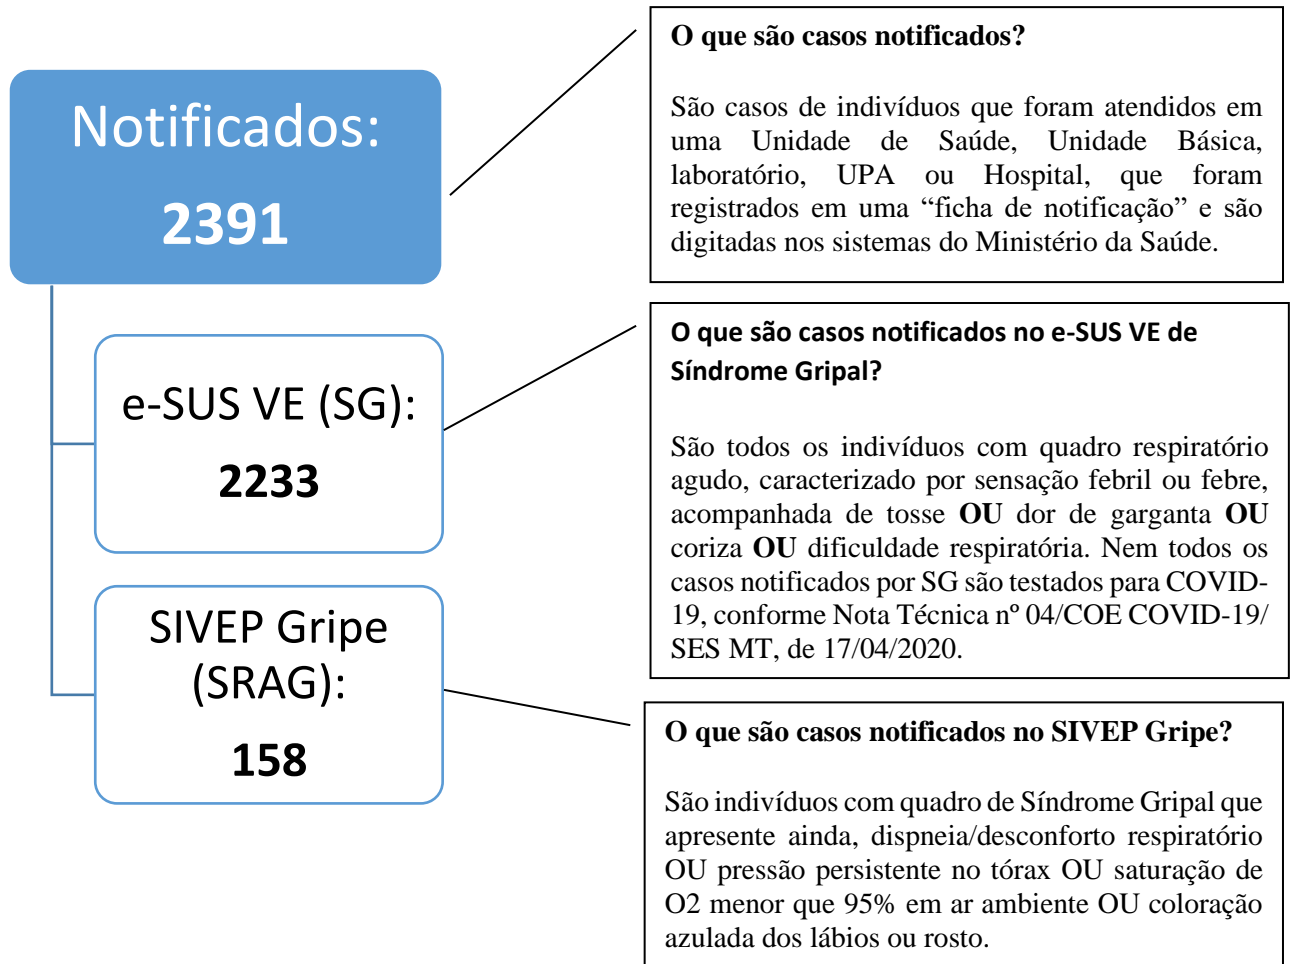 Notificados:
2391
e-SUS VE (SG):
2233
SIVEP Gripe
(SRAG):
158
O que são casos notificados?
São casos de indivíduos que foram atendidos em
uma Unidade de Saúde, Unidade Básica,
laboratório, UPA ou Hospital, que foram
registrados em uma “ficha de notificação” e são
digitadas nos sistemas do Ministério da Saúde.
O que são casos notificados no e-SUS VE de
Síndrome Gripal?
São todos os indivíduos com quadro respiratório
agudo, caracterizado por sensação febril ou febre,
acompanhada de tosse OU dor de garganta OU
coriza OU dificuldade respiratória. Nem todos os
casos notificados por SG são testados para COVID-
19, conforme Nota Técnica nº 04/COE COVID-19/
SES MT, de 17/04/2020.
O que são casos notificados no SIVEP Gripe?
São indivíduos com quadro de Síndrome Gripal que
apresente ainda, dispneia/desconforto respiratório
OU pressão persistente no tórax OU saturação de
O2 menor que 95% em ar ambiente OU coloração
azulada dos lábios ou rosto.